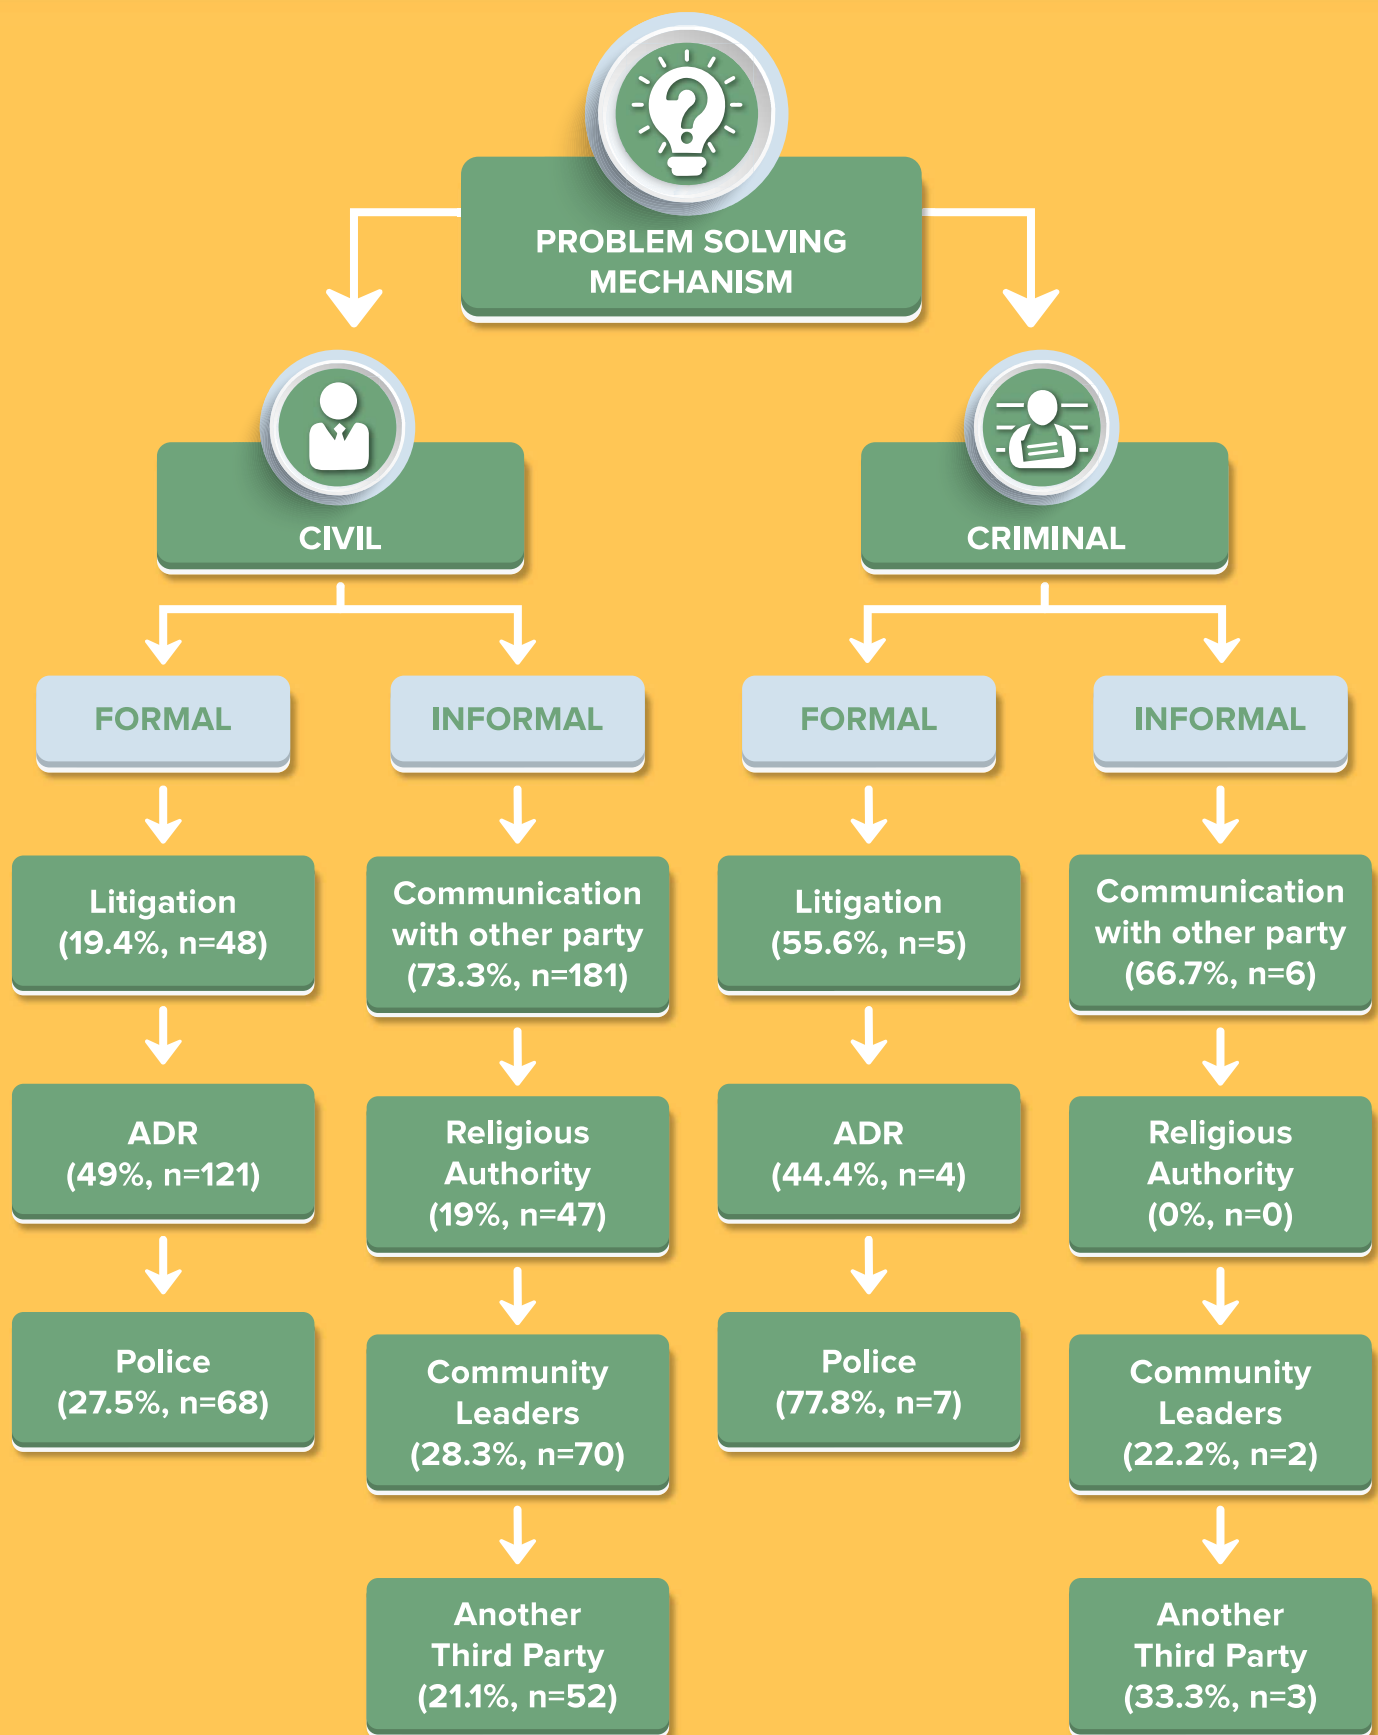 PROBLEM SOLVING
MECHANISM
CIVIL
CRIMINAL
FORMAL
INFORMAL
FORMAL
INFORMAL
Litigation
(19.4%, n=48)
Communication
with other party
(73.3%, n=181)
Litigation
(55.6%, n=5)
Communication
with other party
(66.7%, n=6)
ADR
(49%, n=121)
Religious
Authority
(19%, n=47)
ADR
(44.4%, n=4)
Religious
Authority
(0%, n=0)
Police
(27.5%, n=68)
Community
Leaders
(28.3%, n=70)
Police
(77.8%, n=7)
Community
Leaders
(22.2%, n=2)
Another
Third Party
(21.1%, n=52)
Another
Third Party
(33.3%, n=3)